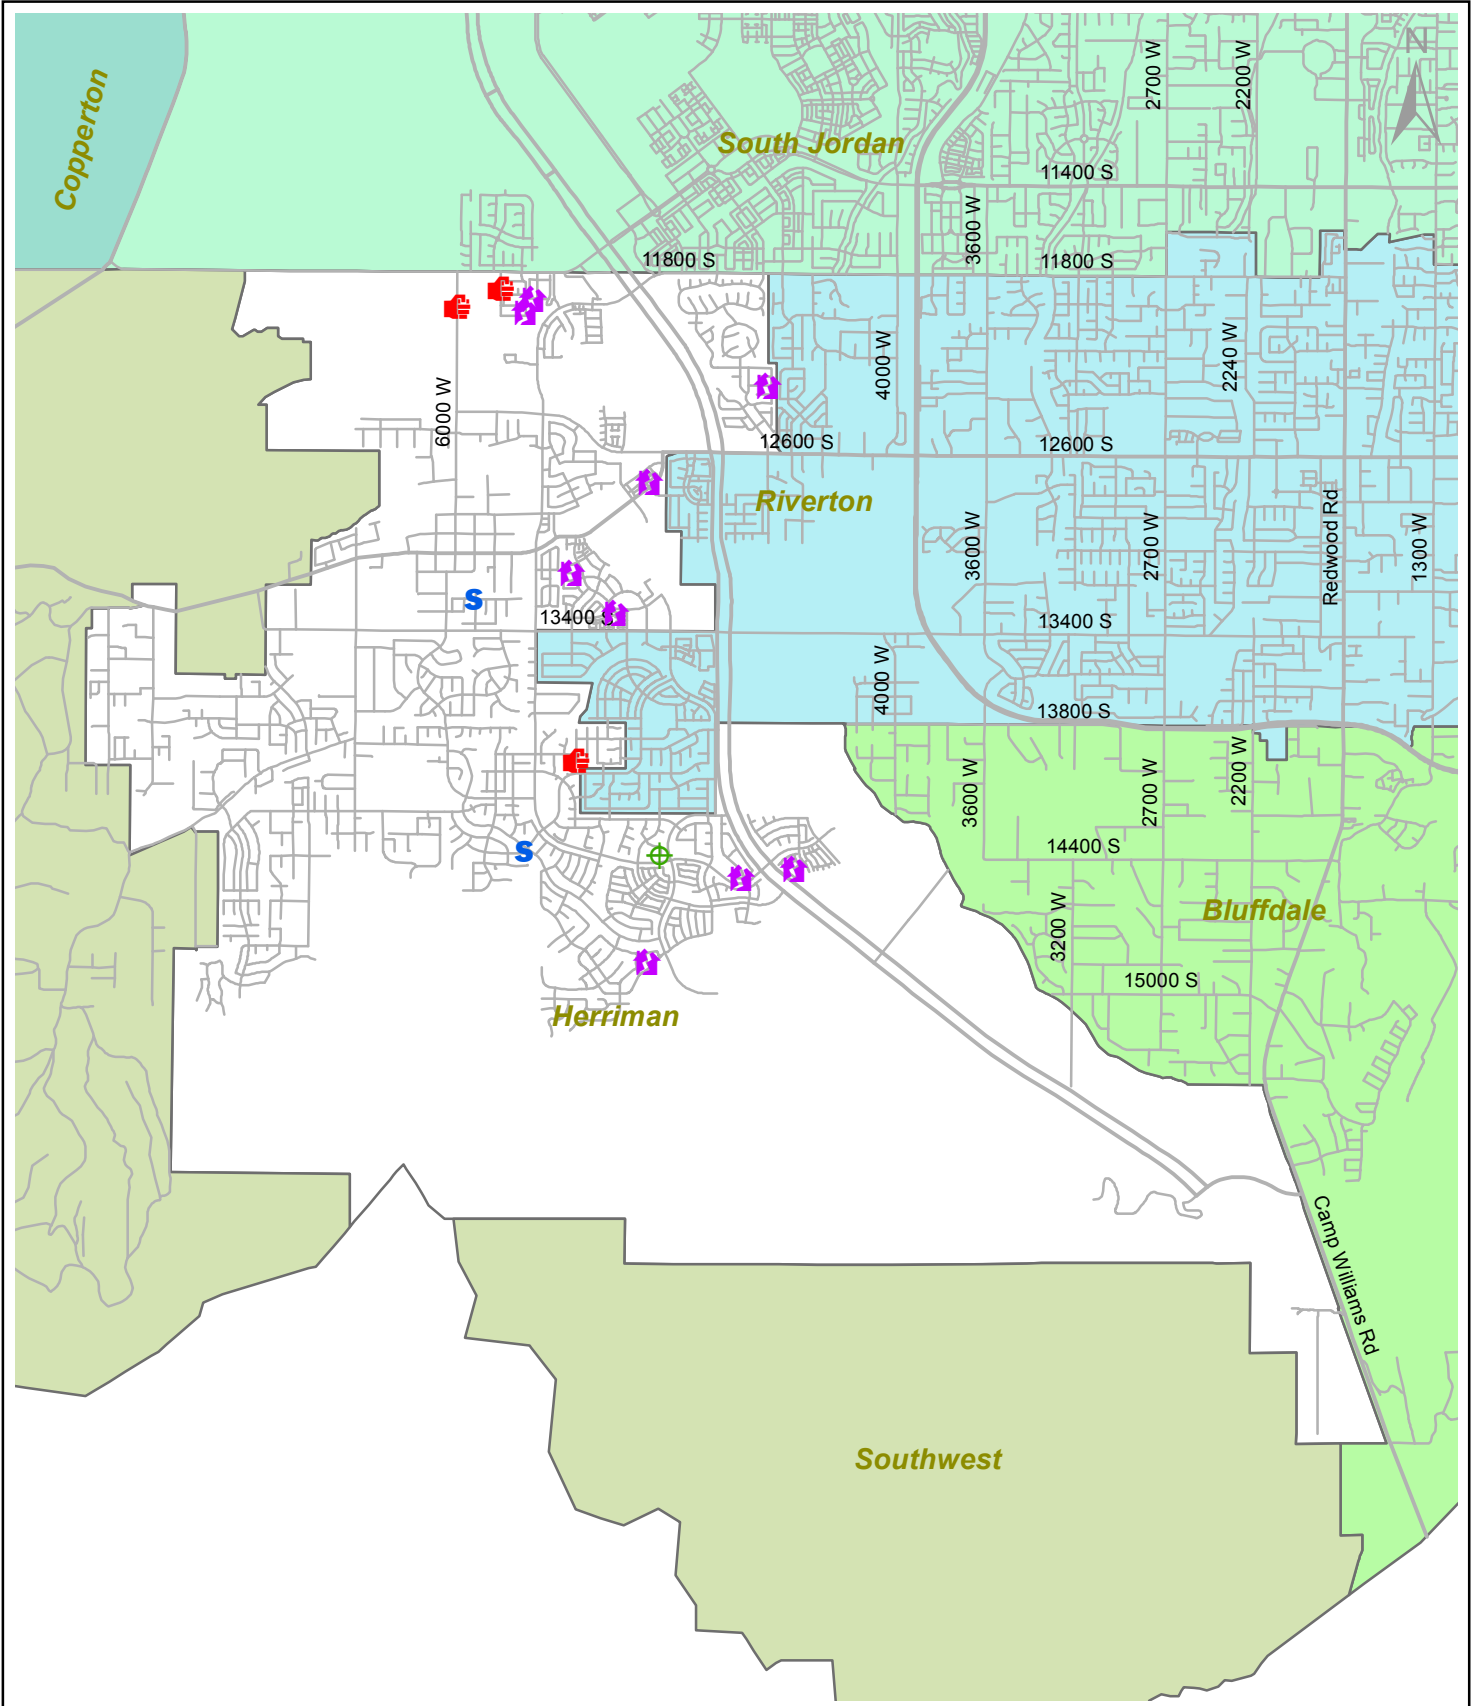 N
2700 W
2200 W
Copperton
South Jordan
11400 S
3600 W
11800 S
11800 S
4000 W
2240 W
6000 W
12600 S
12600 S
Riverton
Redwood Rd
3600 W
2700 W
1300 W
S
13400 S
13400 S
4000 W
13800 S
3600 W
2700 W
2200 W
14400 S
S
Bluffdale
3200 W
15000 S
Herriman
Camp Williams Rd
Southwest